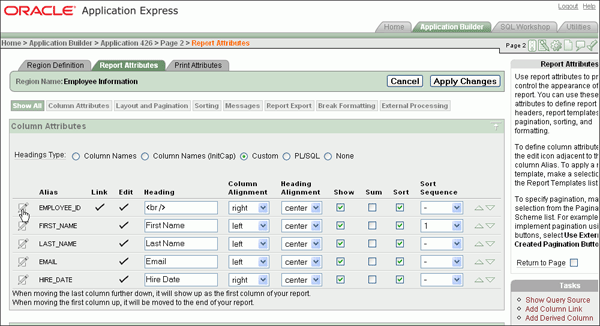 ORACLE Application Express
Logout Help
Home Application Builder SQL Workshop Utilities
Home > Application Builder > Application 426 > Page 2 > Report Attributes
Page 2
Region Definition Report Attributes Print Attributes
Region Name: Employee Information
Cancel Apply Changes
Show All Column Attributes Layout and Pagination Sorting Messages Report Export Break Formatting External Processing
Column Attributes
Headings Type: Column Names Column Names (InitCap) Custom PL/SQL None
Alias Link Edit Heading Column Alignment Heading Alignment Show Sum Sort Sort Sequence
EMPLOYEE_ID <br /> right center -
FIRST_NAME First Name left center 1
LAST_NAME Last Name left center -
EMAIL Email left center -
HIRE_DATE Hire Date left center -
When moving the last column further down, it will show up as the first column of your report.
When moving the first column up, it will be moved to the end of your report.
Report Attributes
Use report attributes to pr
control the appearance of
report. You can use these
attributes to define report
headers, report templates
pagination, sorting, and
formatting.
To define column attribute
the edit icon adjacent to th
column Alias. To apply a r
template, make a selection
the Report Templates list
To specify pagination, ma
selection from the Pagina
Scheme list. For example
implement pagination usin
buttons, select Use Exter
Created Pagination Butto
Return to Page
Tasks
Show Query Source
Add Column Link
Add Derived Column